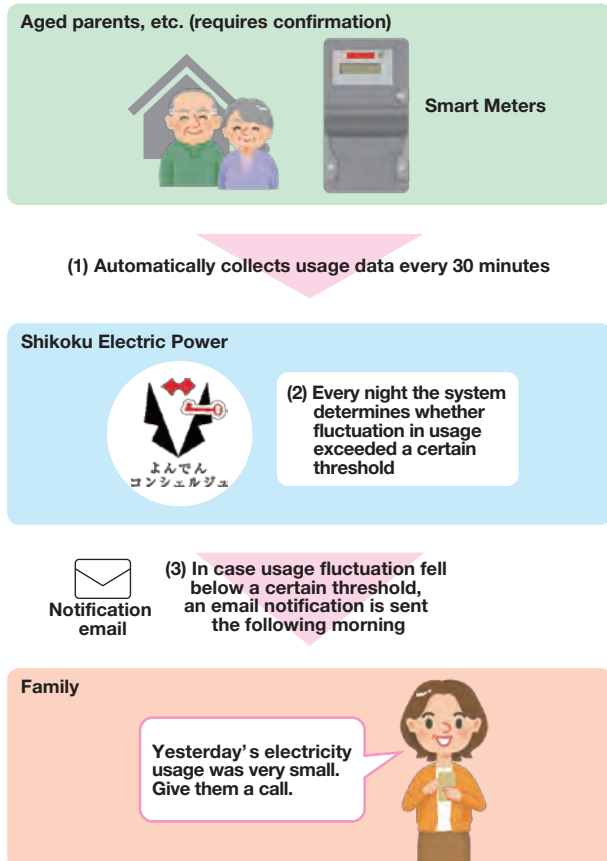 Aged parents, etc. (requires confirmation)
Smart Meters
(1) Automatically collects usage data every 30 minutes
Shikoku Electric Power
よんでん
コンシェルジュ
(2) Every night the system
determines whether
fluctuation in usage
exceeded a certain
threshold
(3) In case usage fluctuation fell
below a certain threshold,
an email notification is sent
the following morning
Notification
email
Family
Yesterday's electricity
usage was very small.
Give them a call.